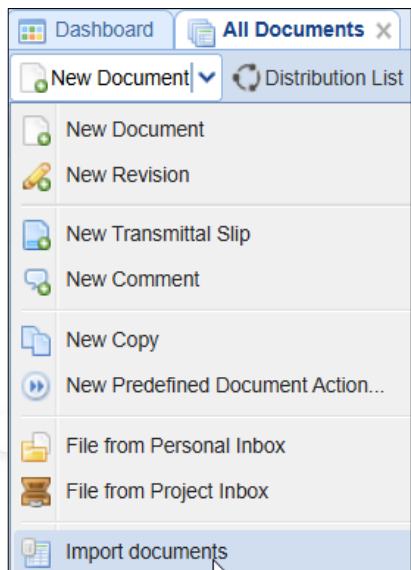 Dashboard All Documents
New Document Distribution List
New Document
New Revision
New Transmittal Slip
New Comment
New Copy
New Predefined Document Action...
File from Personal Inbox
File from Project Inbox
Import documents